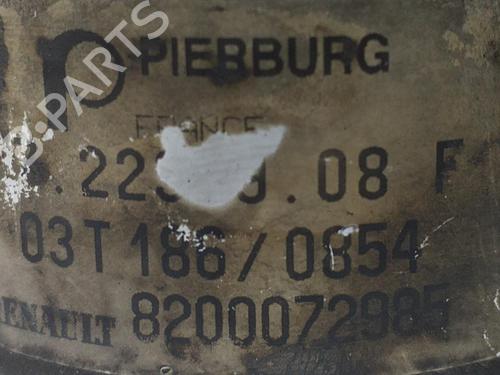 PIERBURG
FRANCE
.08 F
03T 186/0854
RENAULT 8200072985
B-PARTS